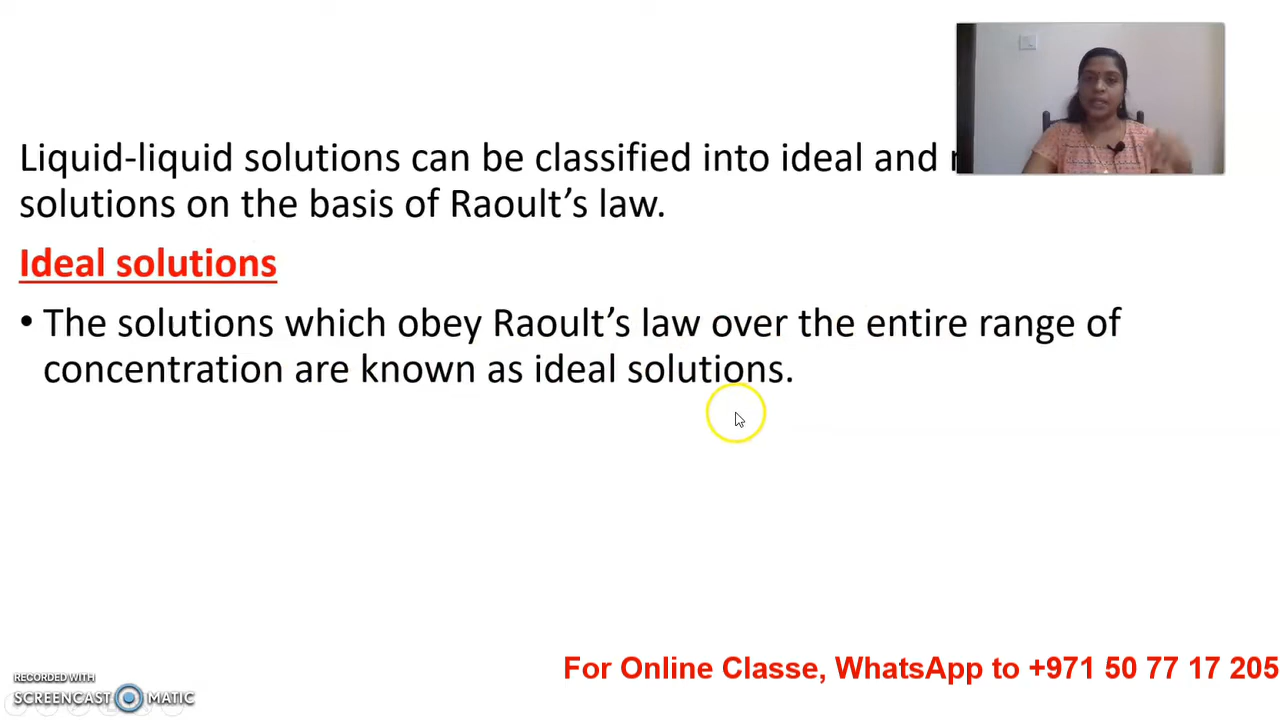 Liquid-liquid solutions can be classified into ideal and
solutions on the basis of Raoult’s law.
Ideal solutions
• The solutions which obey Raoult’s law over the entire range of
concentration are known as ideal solutions.
For Online Classe, WhatsApp to +971 50 77 17 205
RECORDED WITH
SCREENCAST MATIC